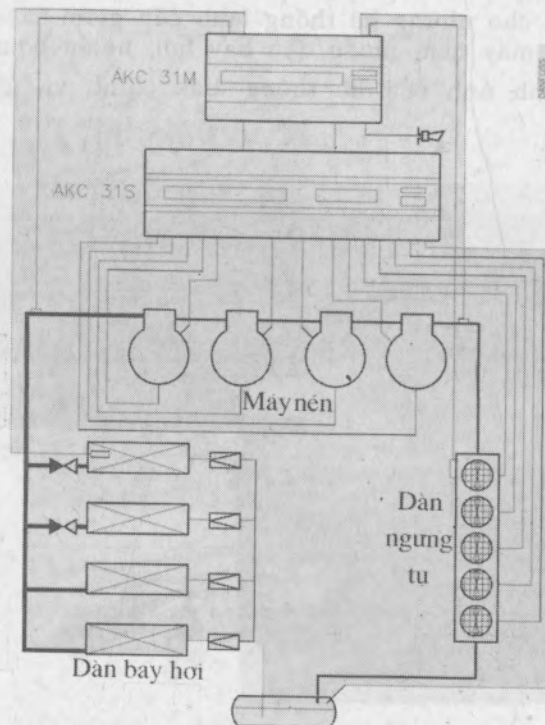 AKC 31M
AKC 31S
Máy nén
Dàn
ngưng
tụ
Dàn bay hơi